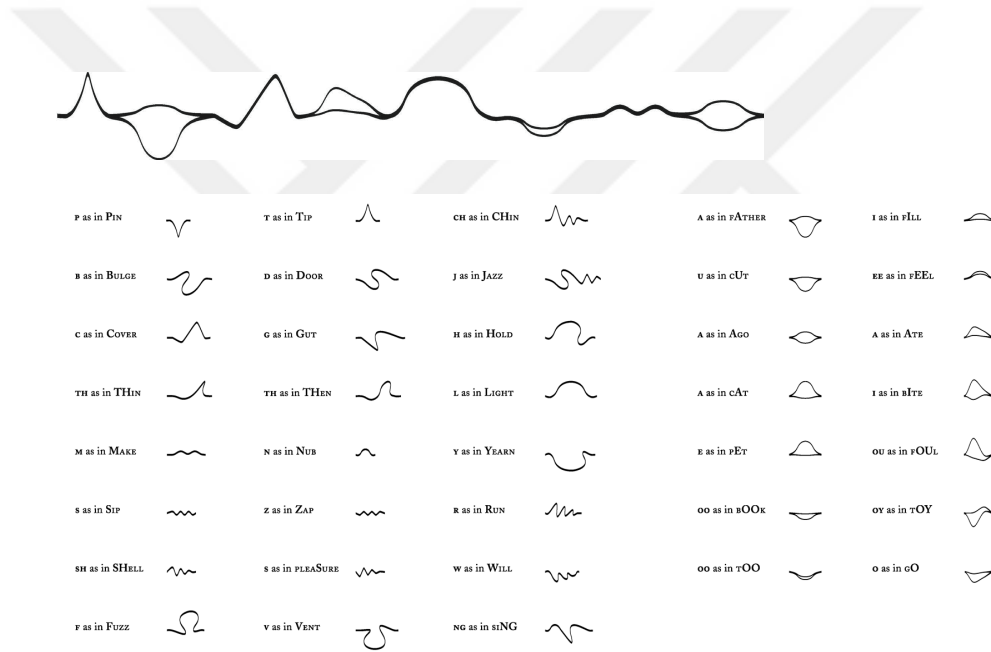 P as in PIN
T as in TIP
CH as in CHIN
A as in FATHER
I as in FILL
B as in BULGE
D as in DOOR
J as in JAZZ
U as in CUT
EE as in FEEL
C as in COVER
G as in GUT
H as in HOLD
A as in AGO
A as in ATE
TH as in THIN
TH as in THEN
L as in LIGHT
A as in CAT
I as in BITE
M as in MAKE
N as in NUB
Y as in YEARN
E as in PET
OU as in FOUL
S as in SIP
Z as in ZAP
R as in RUN
OO as in BOOK
OY as in TOY
SH as in SHELL
S as in PLEASURE
W as in WILL
OO as in TOO
O as in GO
F as in FUZZ
V as in VENT
NG as in SING